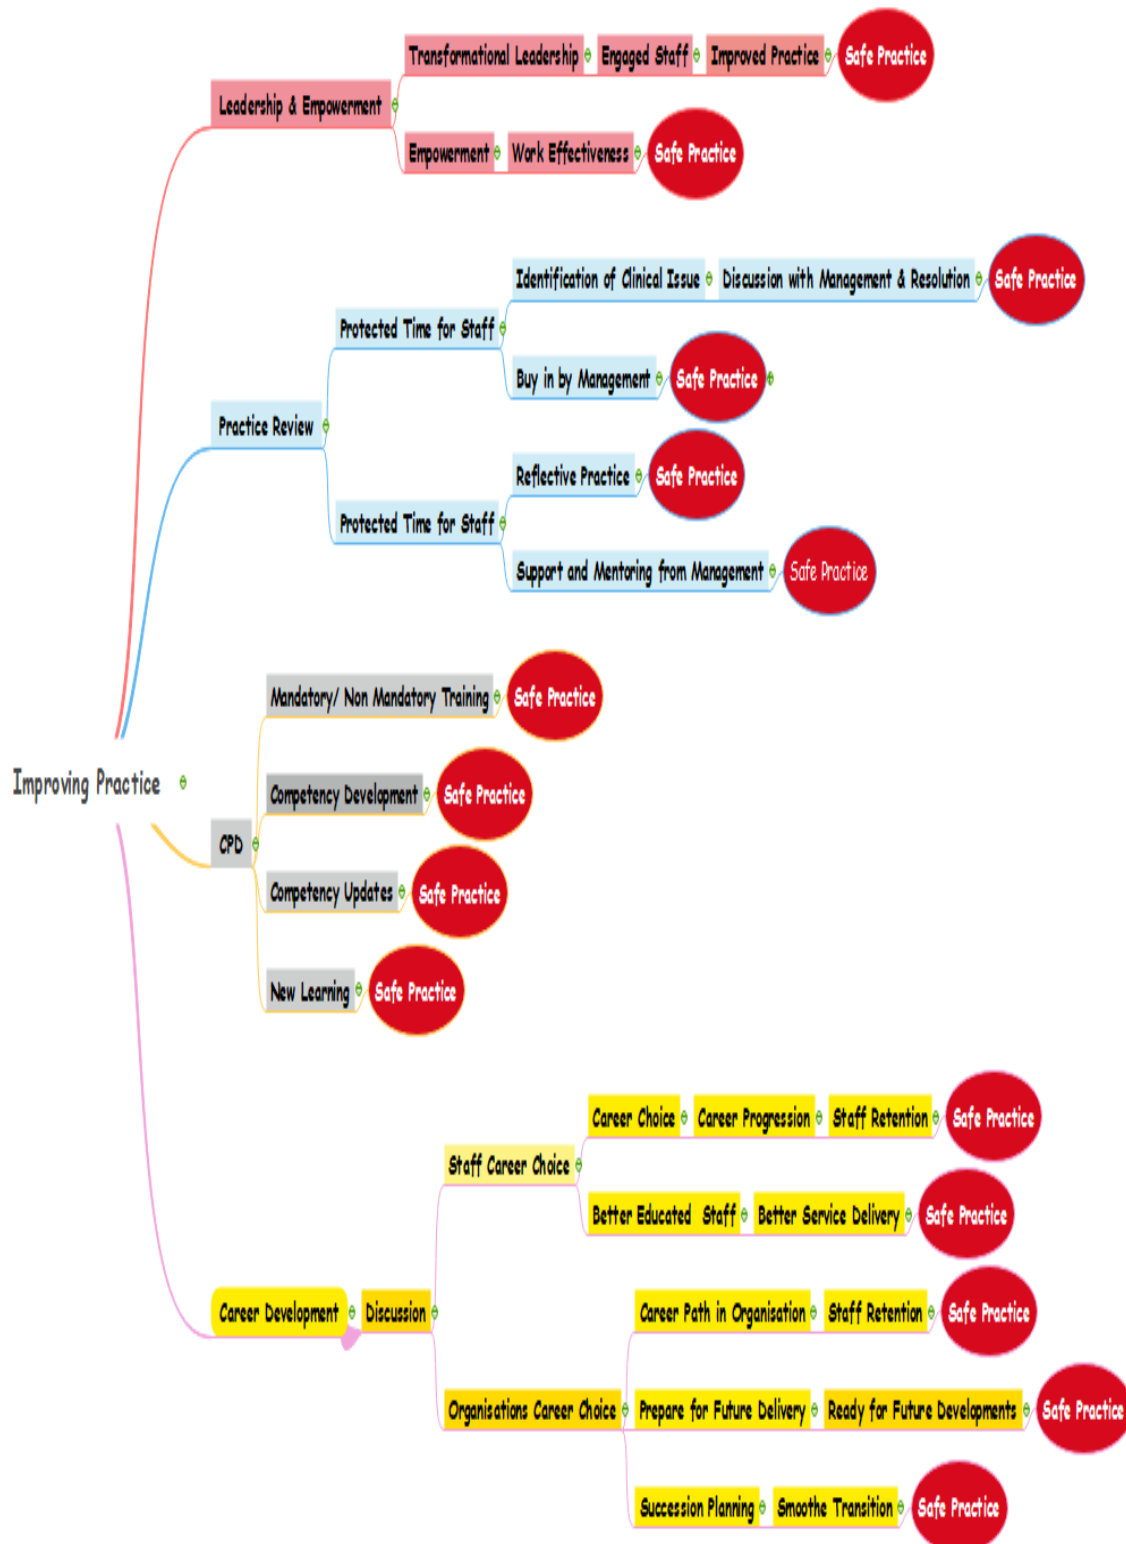 Transformational Leadership Engaged Staff Improved Practice Safe Practice
Leadership & Empowerment
Empowerment Work Effectiveness Safe Practice
Identification of Clinical Issue Discussion with Management & Resolution Safe Practice
Protected Time for Staff
Buy in by Management Safe Practice
Practice Review
Reflective Practice Safe Practice
Protected Time for Staff
Support and Mentoring from Management Safe Practice
Mandatory/ Non Mandatory Training Safe Practice
Improving Practice
Competency Development Safe Practice
CPD
Competency Updates Safe Practice
New Learning Safe Practice
Career Choice Career Progression Staff Retention Safe Practice
Staff Career Choice
Better Educated Staff Better Service Delivery Safe Practice
Career Development Discussion
Career Path in Organisation Staff Retention Safe Practice
Organisations Career Choice Prepare for Future Delivery Ready for Future Developments Safe Practice
Succession Planning Smoothe Transition Safe Practice